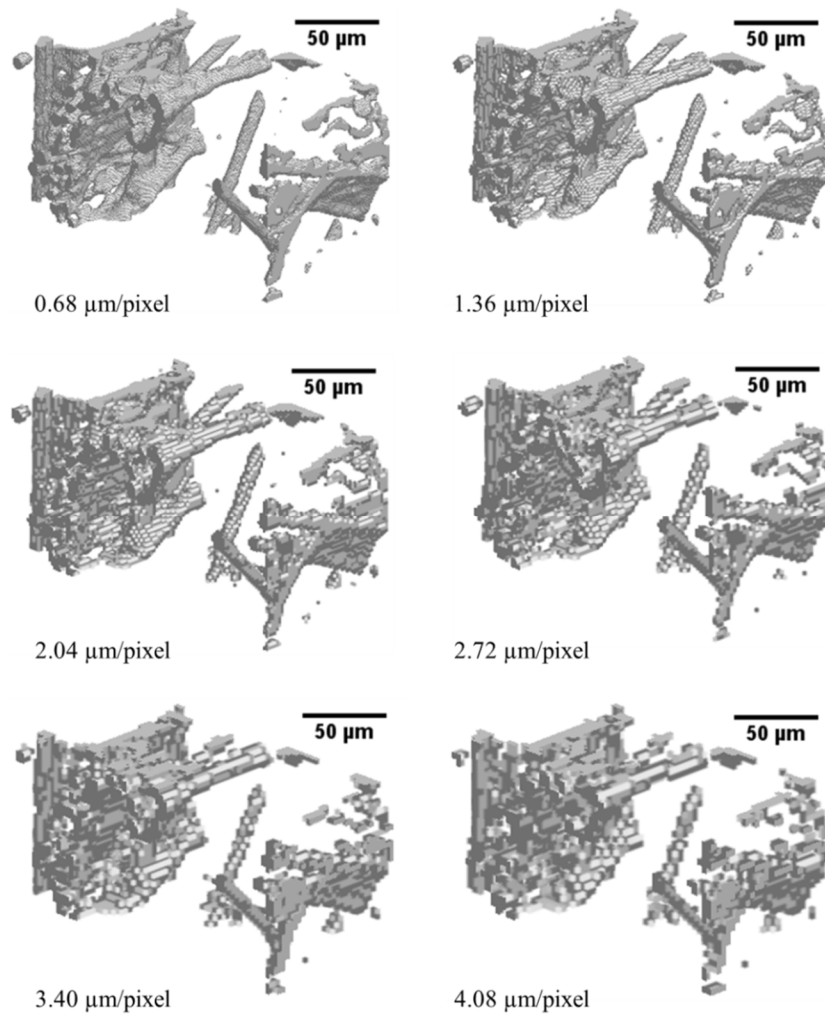 50 µm
50 µm
0.68 µm/pixel
1.36 µm/pixel
50 µm
50 µm
2.04 µm/pixel
2.72 µm/pixel
50 µm
50 µm
3.40 µm/pixel
4.08 µm/pixel